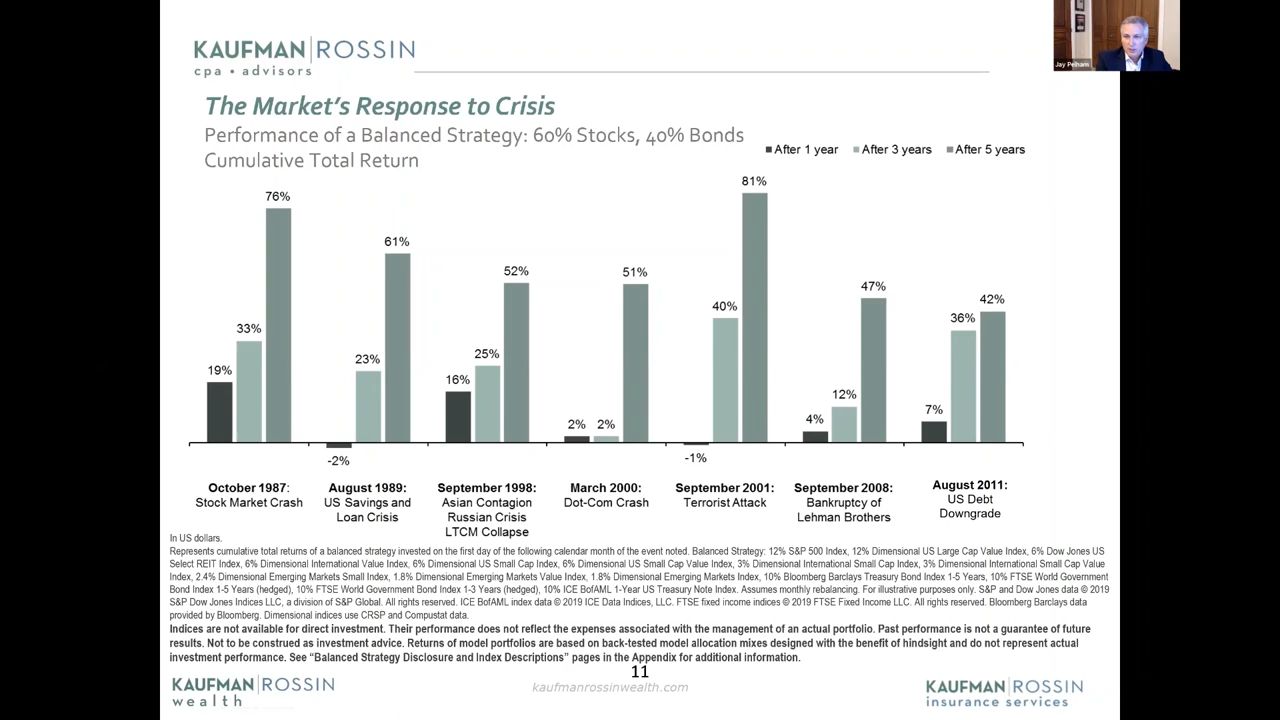 KAUFMAN ROSSIN
cpa • advisors
Jay Pelham
The Market's Response to Crisis
Performance of a Balanced Strategy: 60% Stocks, 40% Bonds
Cumulative Total Return
After 1 year After 3 years After 5 years
76%
33%
19%
61%
23%
-2%
52%
25%
16%
51%
2% 2%
81%
40%
-1%
47%
12%
4%
42%
36%
7%
October 1987:
Stock Market Crash
August 1989:
US Savings and
Loan Crisis
September 1998:
Asian Contagion
Russian Crisis
LTCM Collapse
March 2000:
Dot-Com Crash
September 2001:
Terrorist Attack
September 2008:
Bankruptcy of
Lehman Brothers
August 2011:
US Debt
Downgrade
In US dollars.
Represents cumulative total returns of a balanced strategy invested on the first day of the following calendar month of the event noted. Balanced Strategy: 12% S&P 500 Index, 12% Dimensional US Large Cap Value Index, 6% Dow Jones US
Select REIT Index, 6% Dimensional International Value Index, 6% Dimensional US Small Cap Index, 6% Dimensional US Small Cap Value Index, 3% Dimensional International Small Cap Index, 3% Dimensional International Small Cap Value
Index, 2.4% Dimensional Emerging Markets Small Index, 1.8% Dimensional Emerging Markets Value Index, 1.8% Dimensional Emerging Markets Index, 10% Bloomberg Barclays Treasury Bond Index 1-5 Years, 10% FTSE World Government
Bond Index 1-5 Years (hedged), 10% FTSE World Government Bond Index 1-3 Years (hedged), 10% ICE BofAML 1-Year US Treasury Note Index. Assumes monthly rebalancing. For illustrative purposes only. S&P and Dow Jones data © 2019
S&P Dow Jones Indices LLC, a division of S&P Global. All rights reserved. ICE BofAML index data © 2019 ICE Data Indices, LLC. FTSE fixed income indices © 2019 FTSE Fixed Income LLC. All rights reserved. Bloomberg Barclays data
provided by Bloomberg. Dimensional indices use CRSP and Compustat data.
Indices are not available for direct investment. Their performance does not reflect the expenses associated with the management of an actual portfolio. Past performance is not a guarantee of future
results. Not to be construed as investment advice. Returns of model portfolios are based on back-tested model allocation mixes designed with the benefit of hindsight and do not represent actual
investment performance. See “Balanced Strategy Disclosure and Index Descriptions” pages in the Appendix for additional information.
11
KAUFMAN ROSSIN
wealth
kaufmanrossinwealth.com
KAUFMAN ROSSIN
insurance services